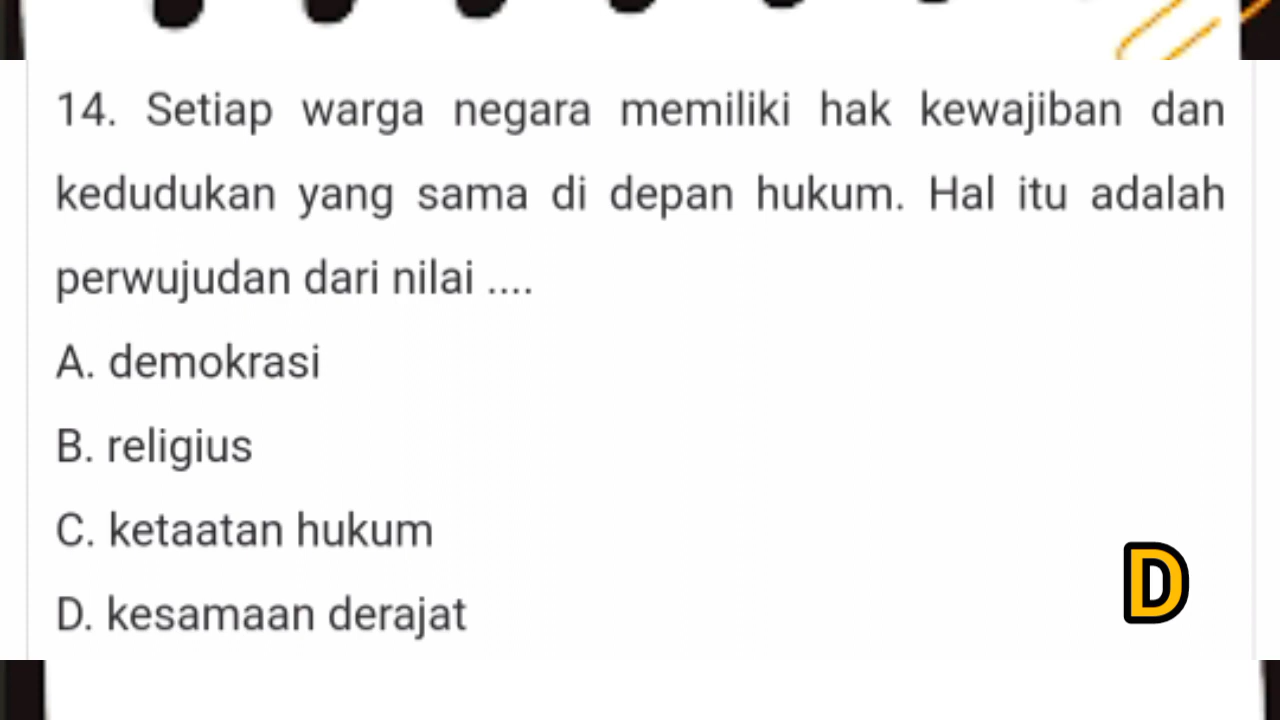 14. Setiap warga negara memiliki hak kewajiban dan
kedudukan yang sama di depan hukum. Hal itu adalah
perwujudan dari nilai ....
A. demokrasi
B. religius
C. ketaatan hukum
D. kesamaan derajat
D